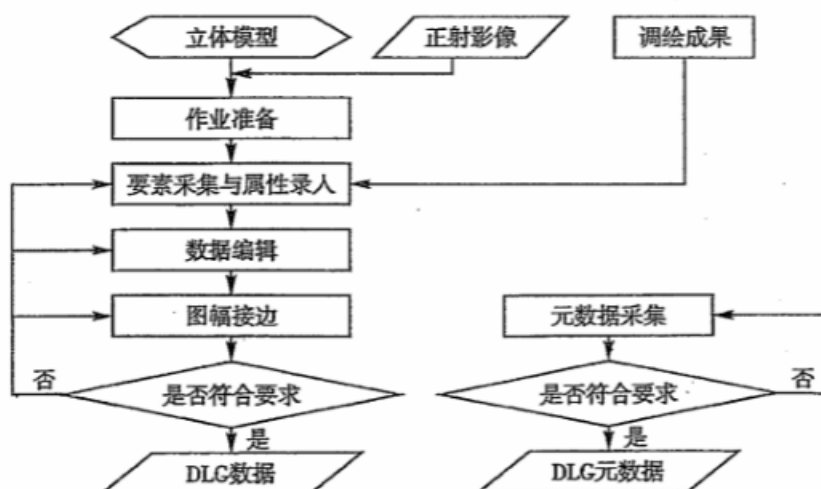 立体模型
正射影像
调绘成果
作业准备
要素采集与属性录人
数据编辑
图幅接边
元数据采集
否
是否符合要求
是否符合要求
否
是
是
DLG数据
DLG元数据